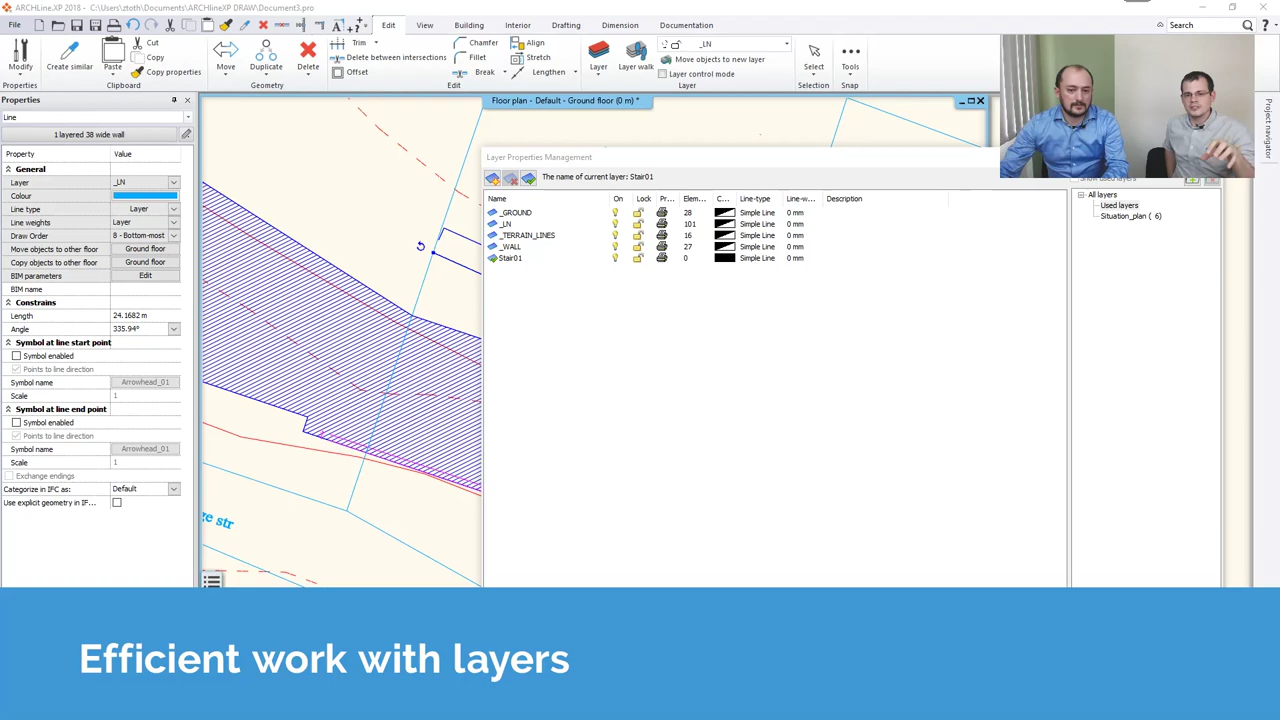 ARCHLine.XP 2018 - C:\Users\ztoth\Documents\ARCHlineXP DRAW\Document3.pro
Edit View Building Interior Drafting Dimension Documentation Search
Modify
Properties
Create similar
Paste
Cut
Copy
Copy properties
Clipboard
Move
Duplicate
Delete
Geometry
Trim
Delete between intersections
Offset
Chamfer
Fillet
Break
Align
Stretch
Lengthen
Edit
Layer
Layer walk
_LN
Move objects to new layer
Layer control mode
Layer
Select
Selection
Tools
Snap
Properties
Line
1 layered 38 wide wall
Property Value
General
Layer _LN
Colour
Line type Layer
Line weights Layer
Draw Order 8 - Bottom-most
Move objects to other floor Ground floor
Copy objects to other floor Ground floor
BIM parameters Edit
BIM name
Constrains
Length 24.1682 m
Angle 335.94°
Symbol at line start point
Symbol enabled
Points to line direction
Symbol name Arrowhead_01
Scale 1
Symbol at line end point
Symbol enabled
Points to line direction
Symbol name Arrowhead_01
Scale 1
Exchange endings
Categorize in IFC as: Default
Use explicit geometry in IF...
Floor plan - Default - Ground floor (0 m) *
ge str
Layer Properties Management
The name of current layer: Stair01
Name On Lock Pr... Elem... C... Line-type Line-w... Description
_GROUND 28 Simple Line 0 mm
_LN 101 Simple Line 0 mm
_TERRAIN_LINES 16 Simple Line 0 mm
_WALL 27 Simple Line 0 mm
Stair01 0 Simple Line 0 mm
All layers
Used layers
Situation_plan ( 6)
Project navigator
Efficient work with layers